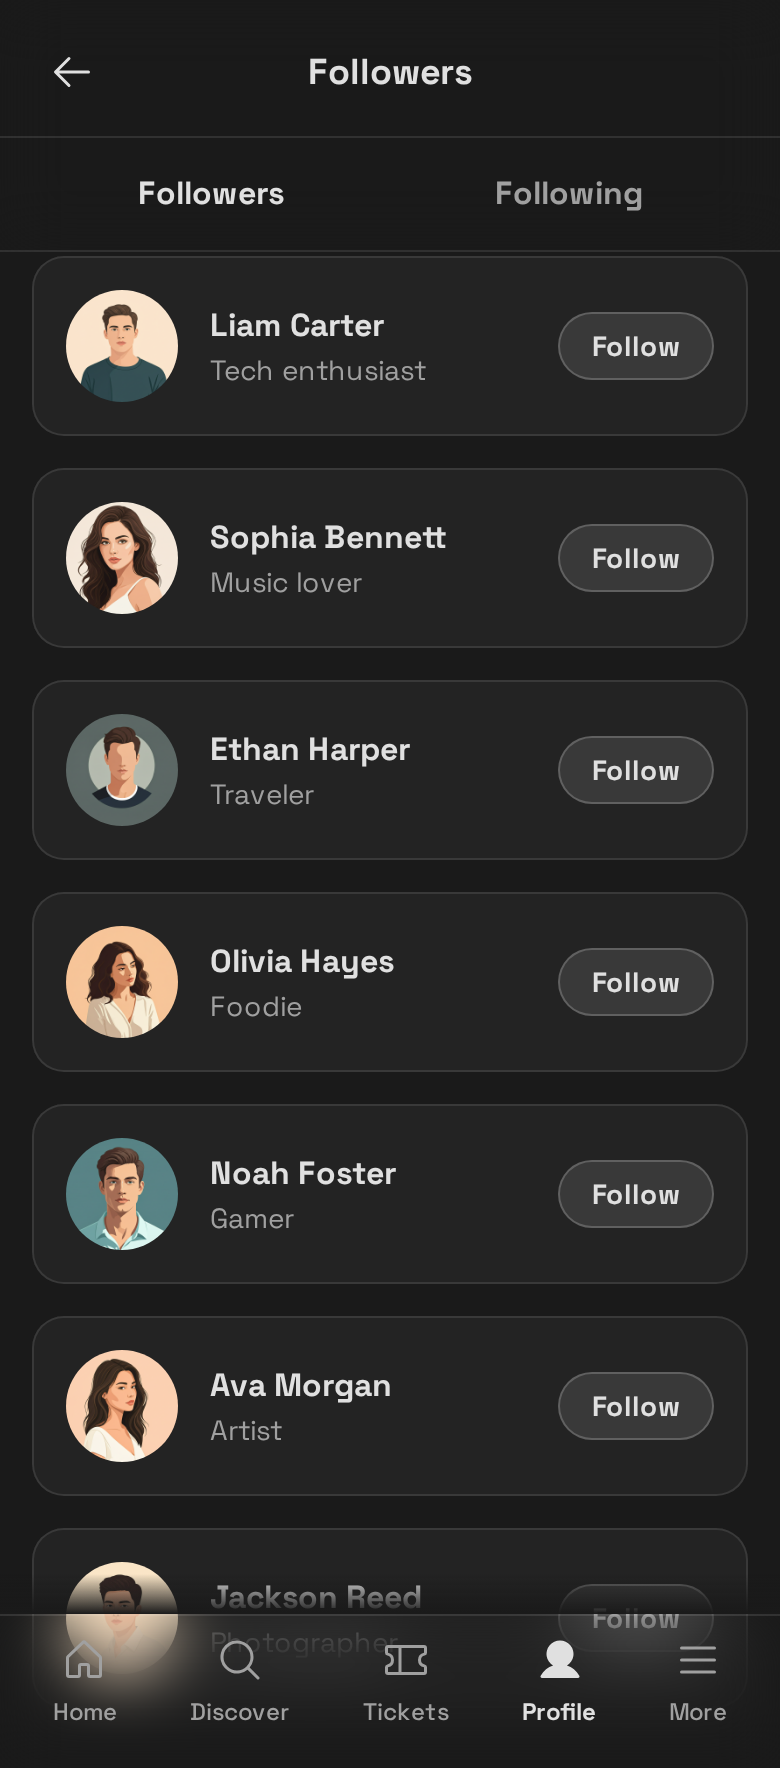 Followers
Followers
Following
Liam Carter
Tech enthusiast
Follow
Sophia Bennett
Music lover
Follow
Ethan Harper
Traveler
Follow
Olivia Hayes
Foodie
Follow
Noah Foster
Gamer
Follow
Ava Morgan
Artist
Follow
Jackson Reed
Photographer
Follow
Home
Discover
Tickets
Profile
More